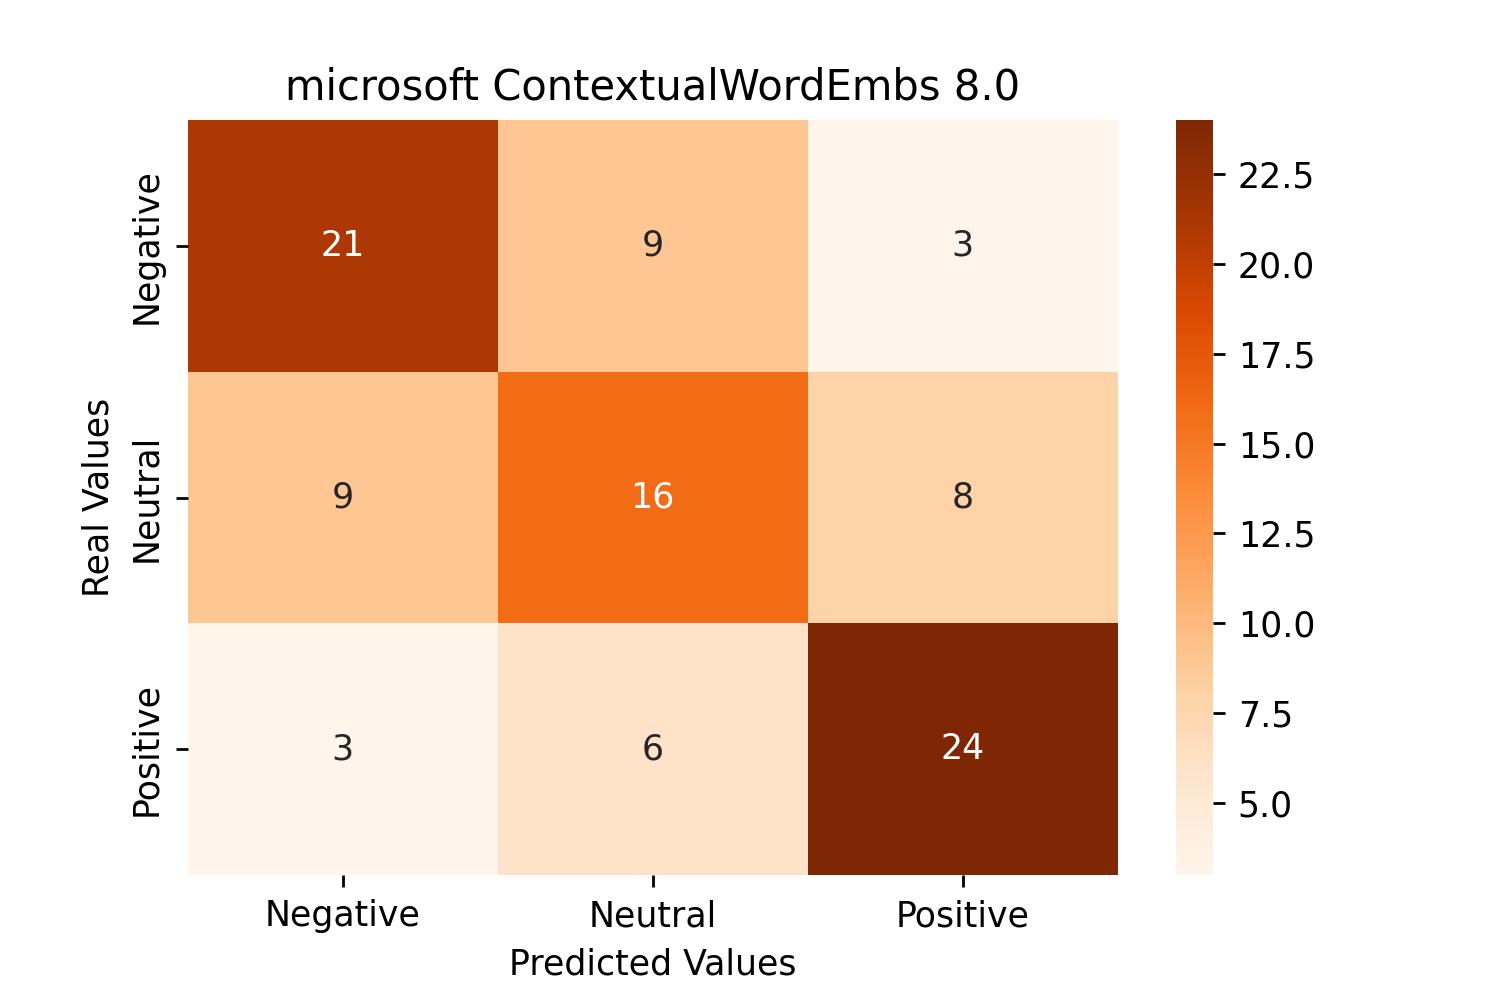 microsoft ContextualWordEmbs 8.0
Real Values
Negative
21 9 3
Neutral
9 16 8
Positive
3 6 24
Negative Neutral Positive
Predicted Values
22.5
20.0
17.5
15.0
12.5
10.0
7.5
5.0